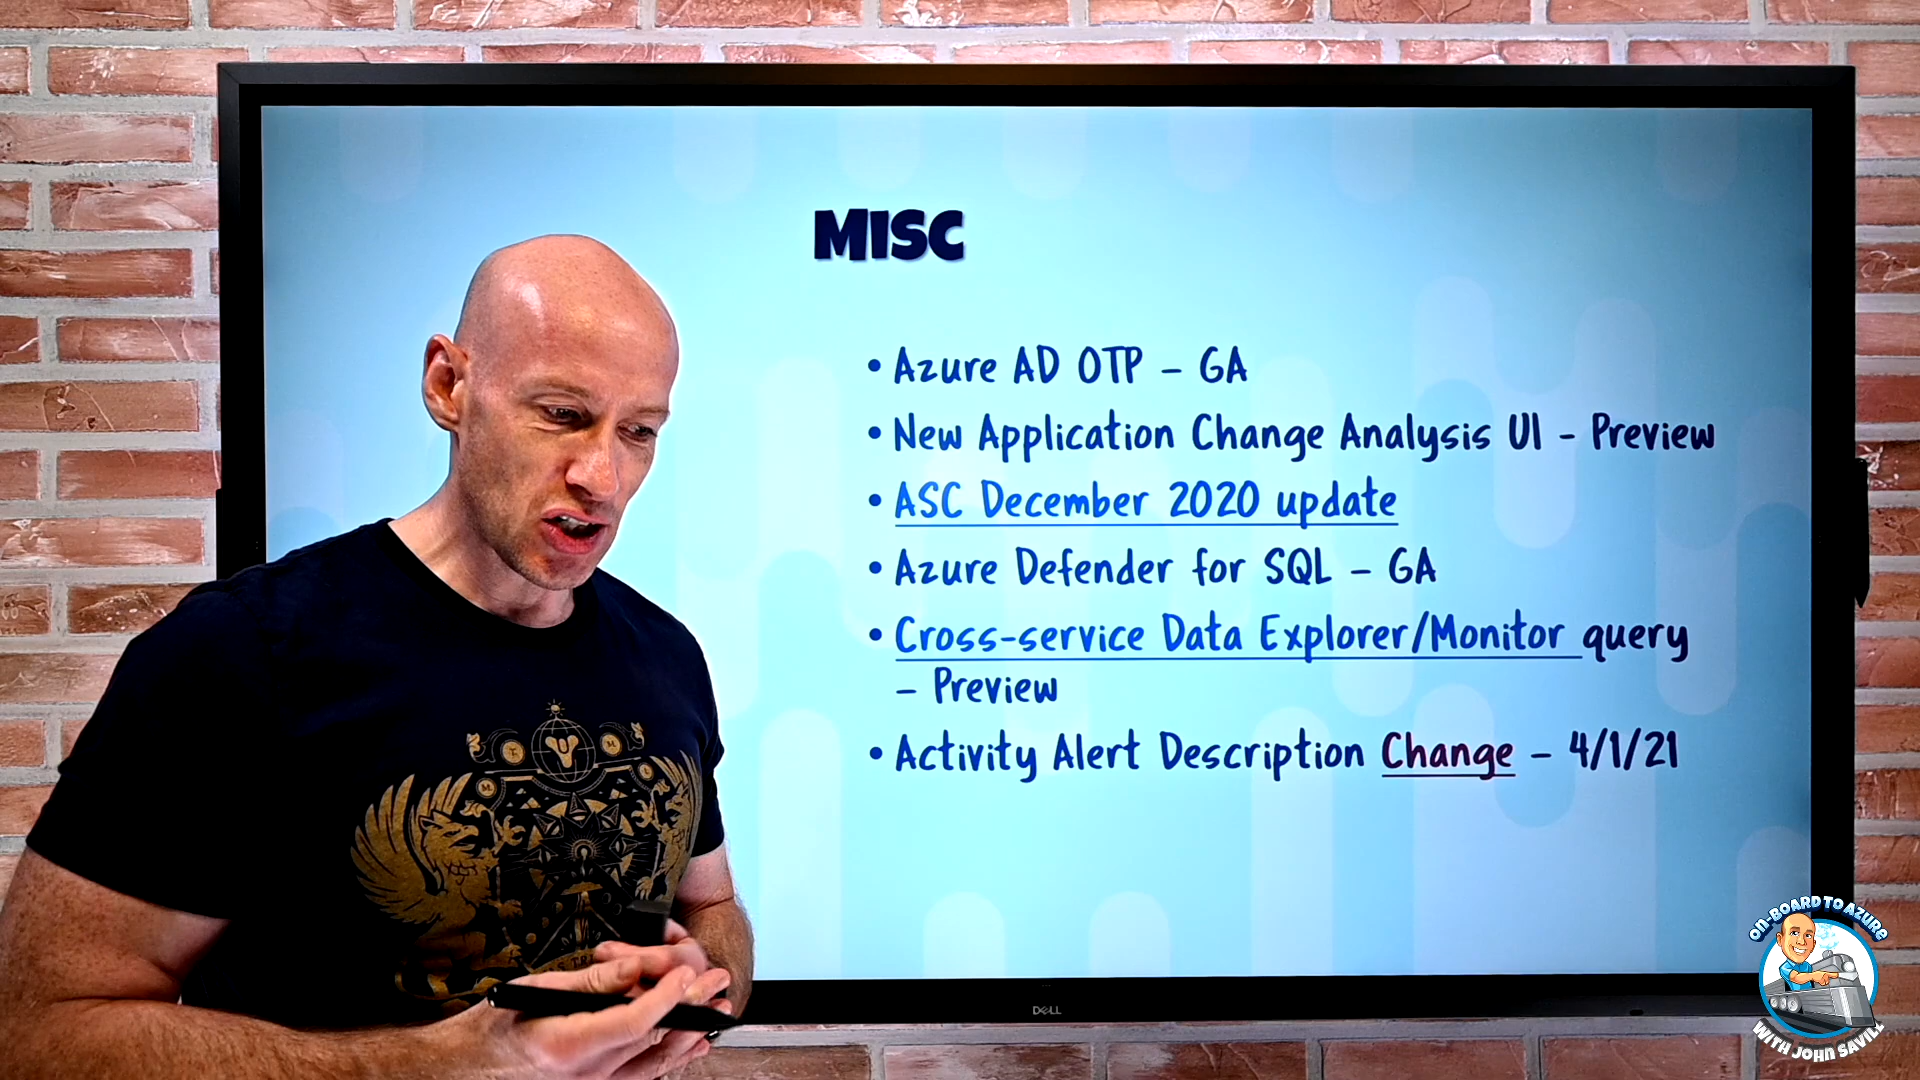 MISC
• Azure AD OTP – GA
• New Application Change Analysis UI - Preview
• ASC December 2020 update
• Azure Defender for SQL – GA
• Cross-service Data Explorer/Monitor query
– Preview
• Activity Alert Description Change – 4/1/21
DELL
ON-BOARD TO AZURE
WITH JOHN SAVILL